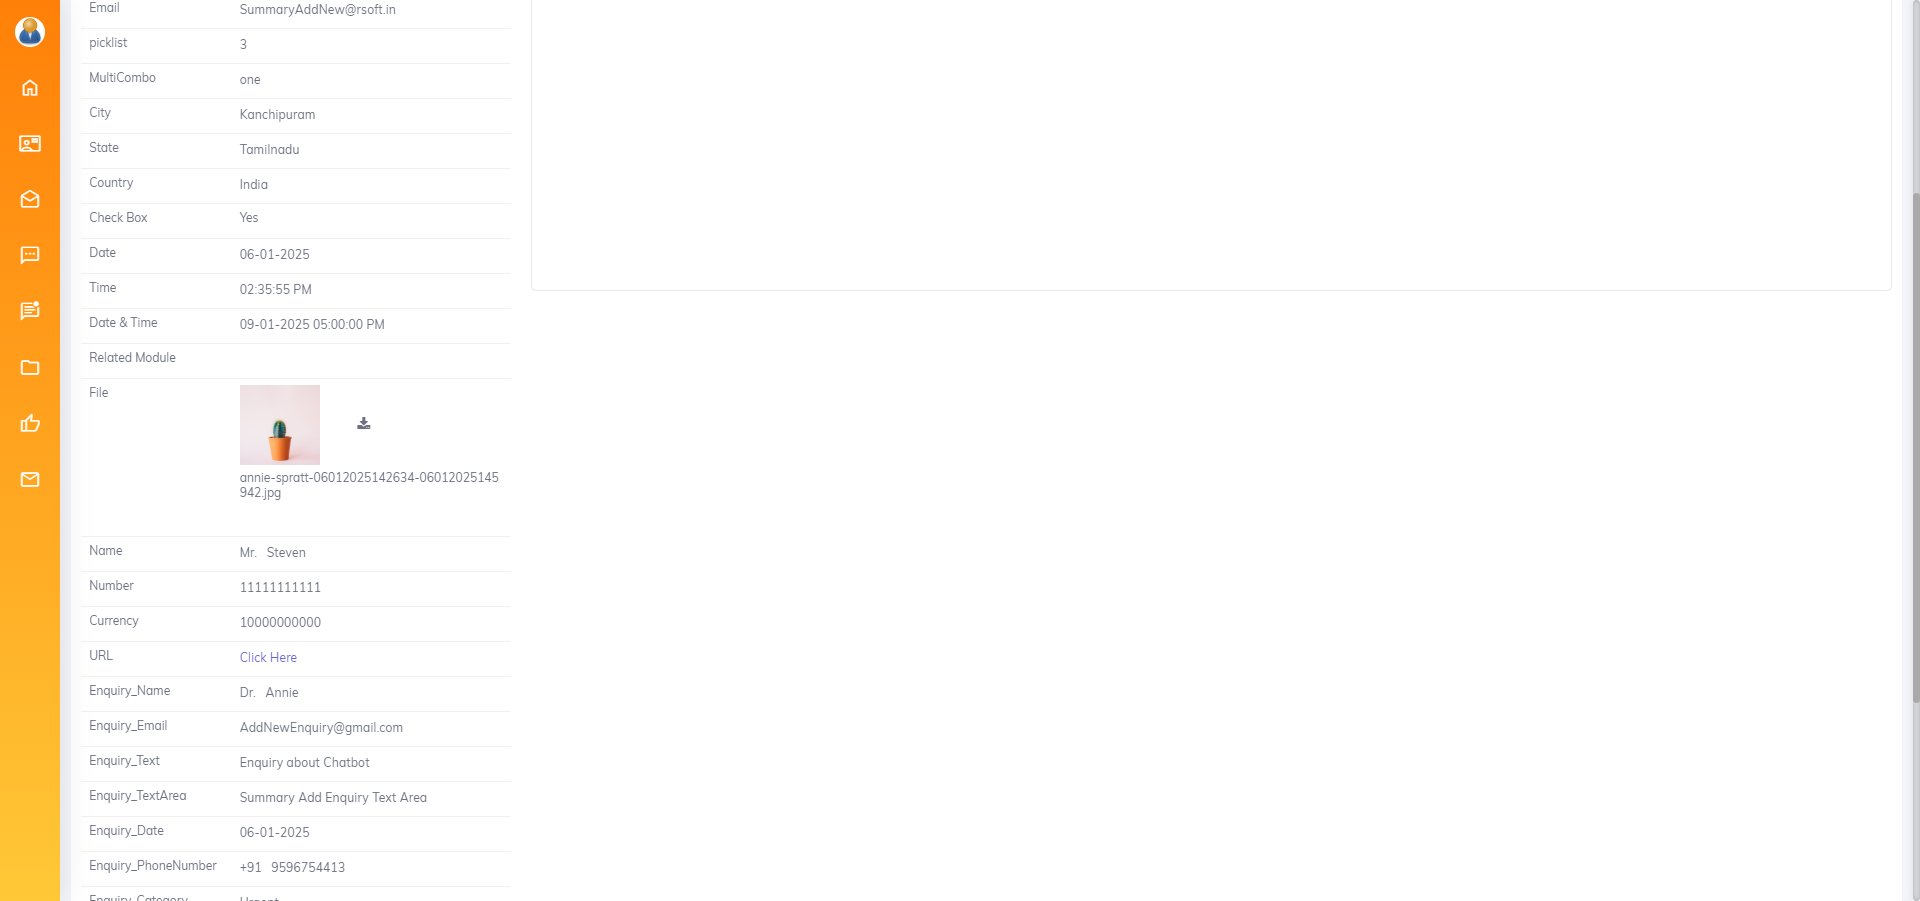 Email SummaryAddNew@rsoft.in
picklist 3
MultiCombo one
City Kanchipuram
State Tamilnadu
Country India
Check Box Yes
Date 06-01-2025
Time 02:35:55 PM
Date & Time 09-01-2025 05:00:00 PM
Related Module
File
annie-spratt-06012025142634-06012025145
942.jpg
Name Mr. Steven
Number 11111111111
Currency 10000000000
URL Click Here
Enquiry_Name Dr. Annie
Enquiry_Email AddNewEnquiry@gmail.com
Enquiry_Text Enquiry about Chatbot
Enquiry_TextArea Summary Add Enquiry Text Area
Enquiry_Date 06-01-2025
Enquiry_PhoneNumber +91 9596754413
Enquiry_Category Urgent